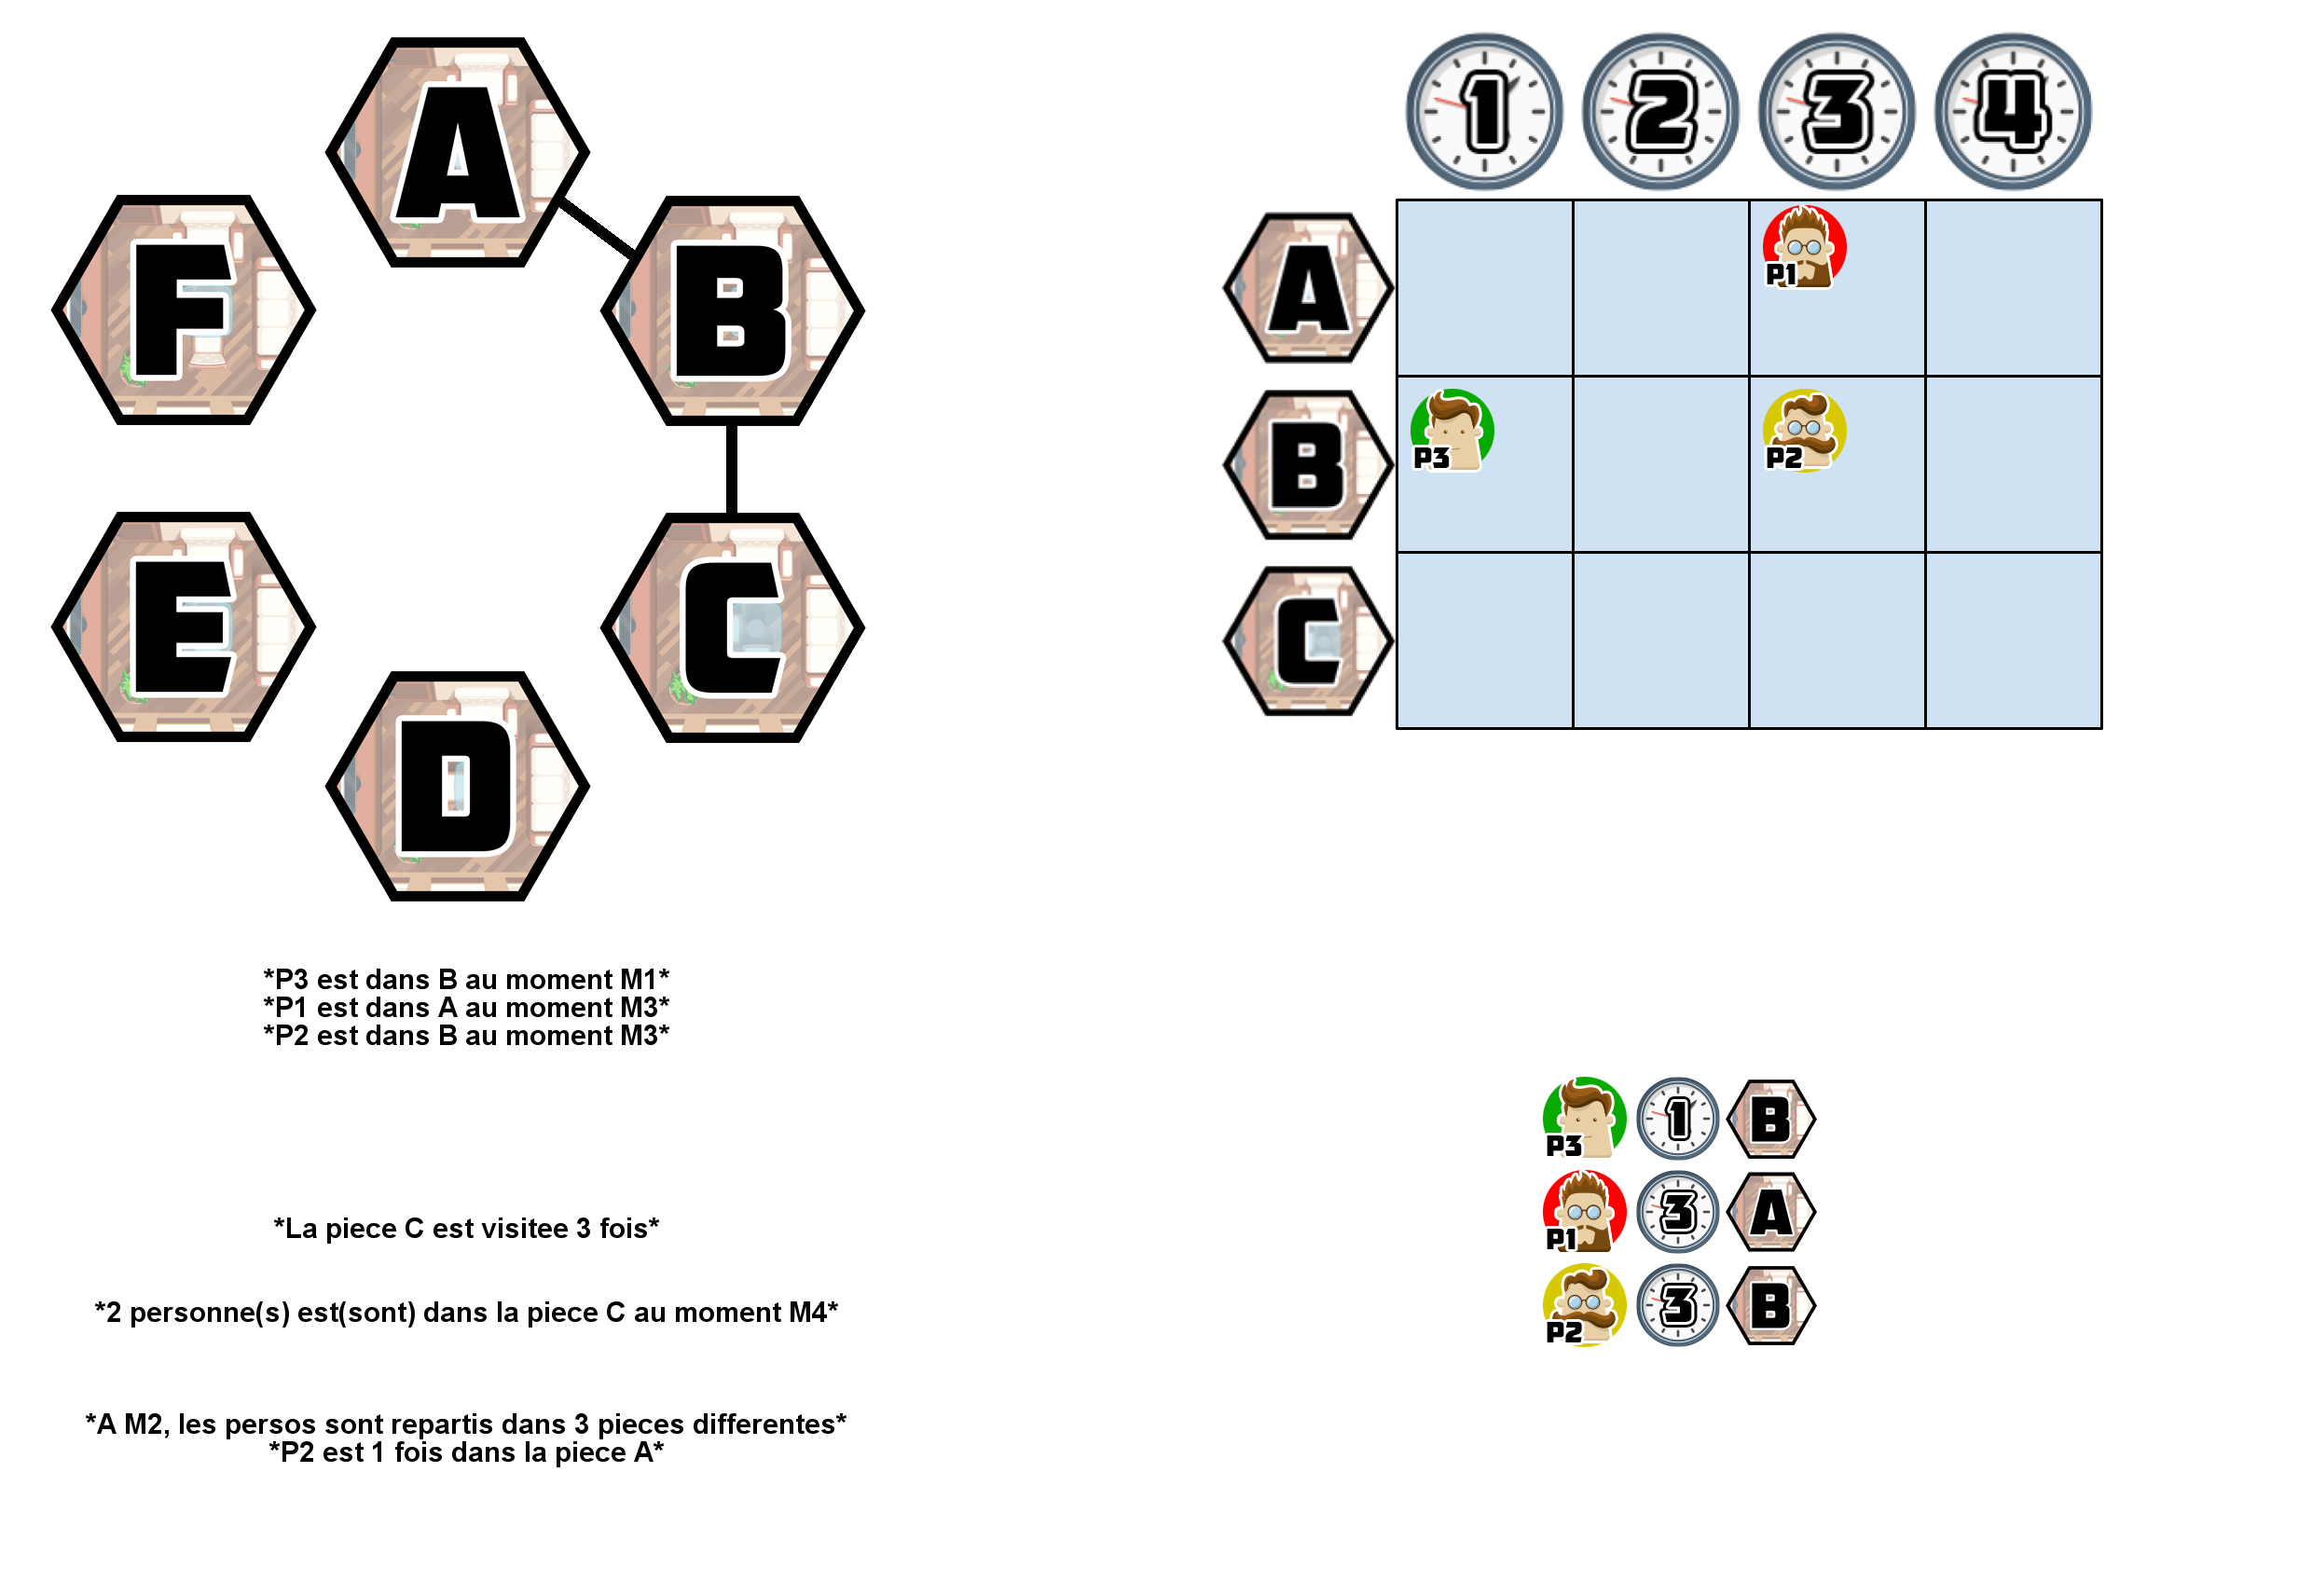 A
F
B
E
C
D
1 2 3 4
A
P1
B
P3
P2
C
*P3 est dans B au moment M1*
*P1 est dans A au moment M3*
*P2 est dans B au moment M3*
*La piece C est visitee 3 fois*
*2 personne(s) est(sont) dans la piece C au moment M4*
*A M2, les persos sont repartis dans 3 pieces differentes*
*P2 est 1 fois dans la piece A*
P3 1 B
P1 3 A
P2 3 B